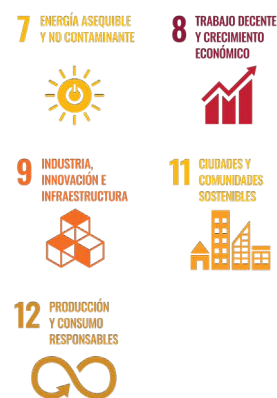 7 ENERGÍA ASEQUIBLE
Y NO CONTAMINANTE
8 TRABAJO DECENTE
Y CRECIMIENTO
ECONÓMICO
9 INDUSTRIA,
INNOVACIÓN E
INFRAESTRUCTURA
11 CIUDADES Y
COMUNIDADES
SOSTENIBLES
12 PRODUCCIÓN
Y CONSUMO
RESPONSABLES